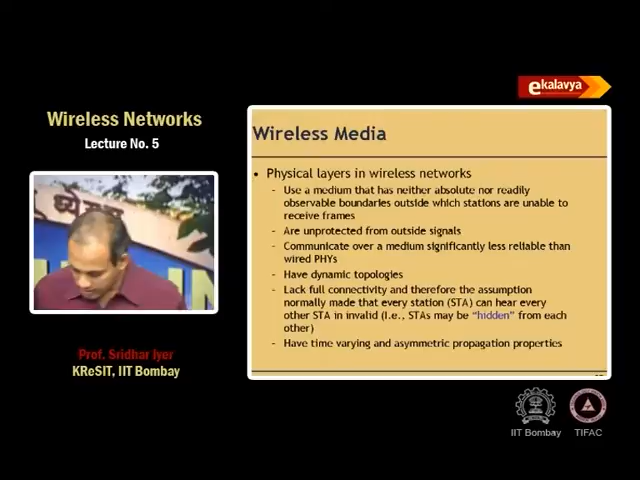 ekalavya
Wireless Networks
Lecture No. 5
Wireless Media
• Physical layers in wireless networks
- Use a medium that has neither absolute nor readily
observable boundaries outside which stations are unable to
receive frames
- Are unprotected from outside signals
- Communicate over a medium significantly less reliable than
wired PHYs
- Have dynamic topologies
- Lack full connectivity and therefore the assumption
normally made that every station (STA) can hear every
other STA in invalid (I.e., STAs may be "hidden" from each
other)
- Have time varying and asymmetric propagation properties
ध्येयम्
Prof. Sridhar Iyer
KReSIT, IIT Bombay
IIT Bombay
TIFAC